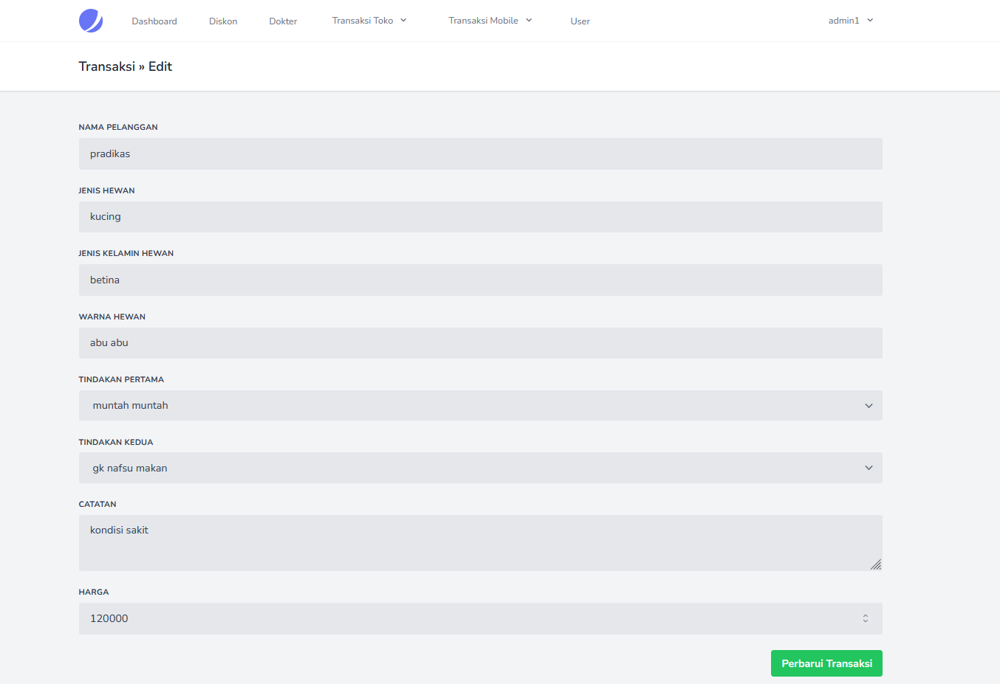 Dashboard Diskon Dokter Transaksi Toko Transaksi Mobile User admin1
Transaksi » Edit
NAMA PELANGGAN
pradikas
JENIS HEWAN
kucing
JENIS KELAMIN HEWAN
betina
WARNA HEWAN
abu abu
TINDAKAN PERTAMA
muntah muntah
TINDAKAN KEDUA
gk nafsu makan
CATATAN
kondisi sakit
HARGA
120000
Perbarui Transaksi